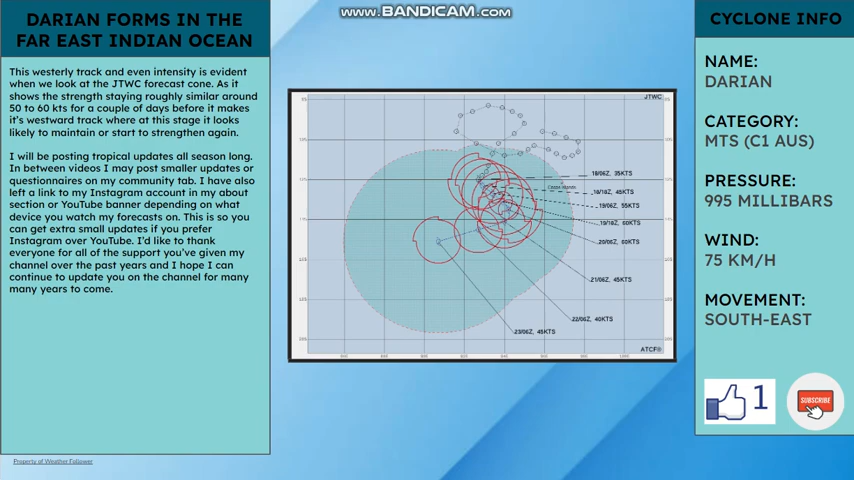 www.BANDICAM.com
DARIAN FORMS IN THE
FAR EAST INDIAN OCEAN
This westerly track and even intensity is evident
when we look at the JTWC forecast cone. As it
shows the strength staying roughly similar around
50 to 60 kts for a couple of days before it makes
it's westward track where at this stage it looks
likely to maintain or start to strengthen again.
I will be posting tropical updates all season long.
In between videos I may post smaller updates or
questionnaires on my community tab. I have also
left a link to my Instagram account in my about
section or YouTube banner depending on what
device you watch my forecasts on. This is so you
can get extra small updates if you prefer
Instagram over YouTube. I'd like to thank
everyone for all of the support you've given my
channel over the past years and I hope I can
continue to update you on the channel for many
many years to come.
Property of Weather Follower
JTWC
18/06Z, 35KTS
18/18Z, 45KTS
19/06Z, 55KTS
19/18Z, 60KTS
20/06Z, 60KTS
21/06Z, 45KTS
22/06Z, 40KTS
23/06Z, 45KTS
ATCF®
CYCLONE INFO
NAME:
DARIAN
CATEGORY:
MTS (C1 AUS)
PRESSURE:
995 MILLIBARS
WIND:
75 KM/H
MOVEMENT:
SOUTH-EAST
1
SUBSCRIBE